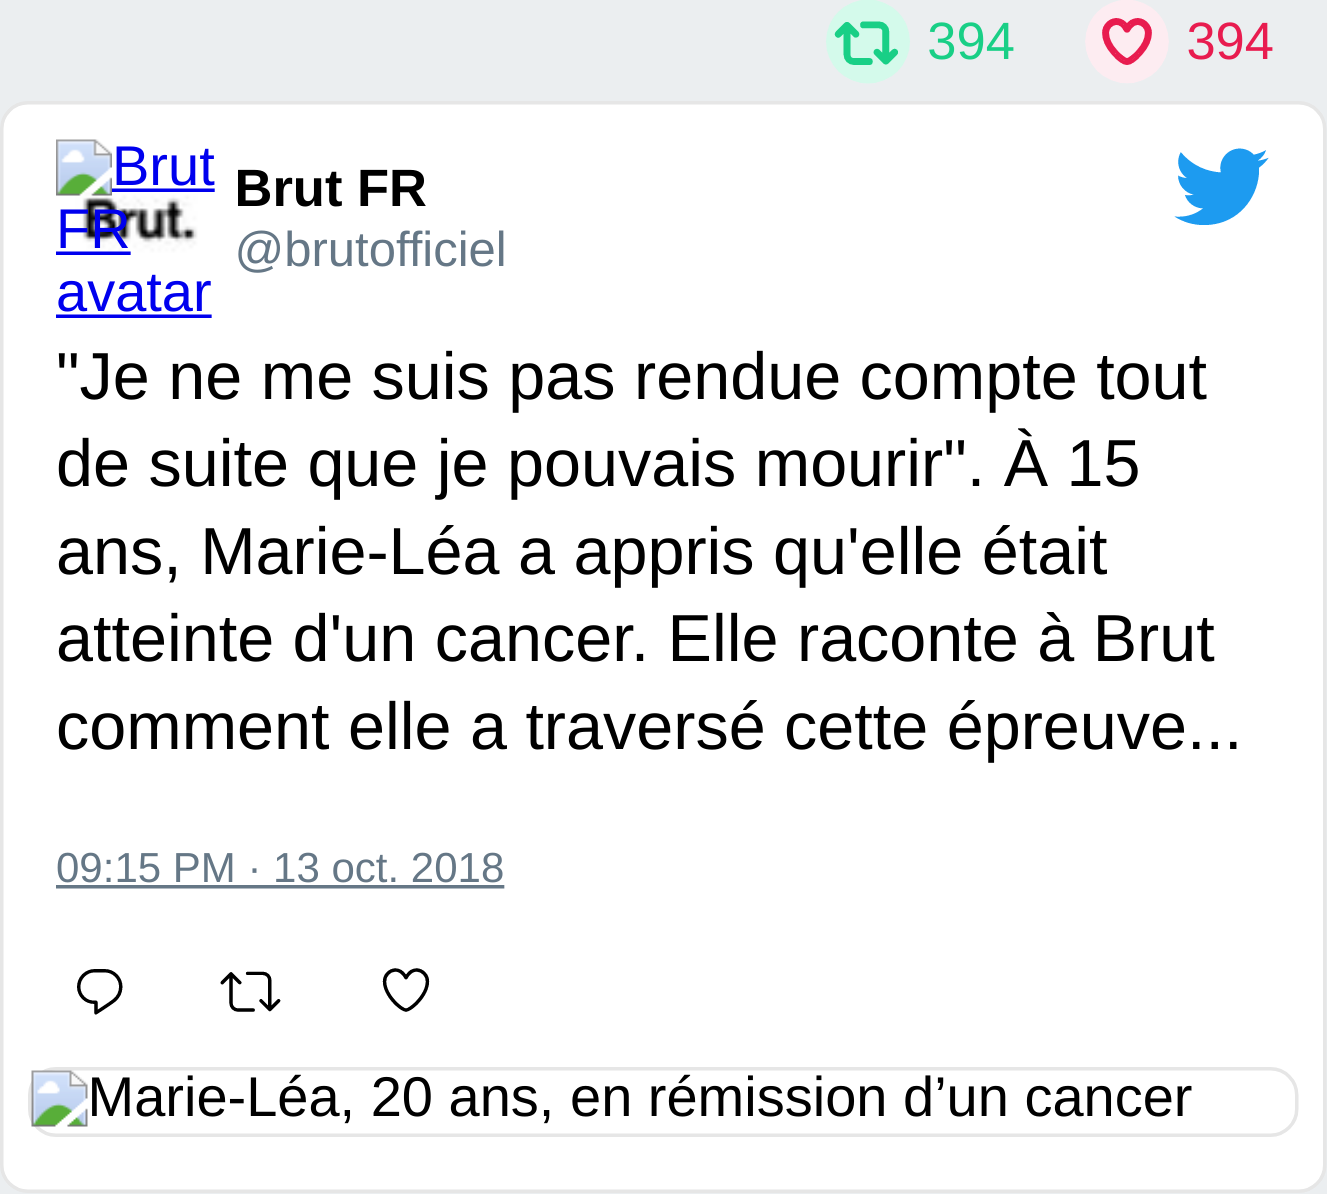 394 394
Brut
FR
avatar
Brut.
Brut FR
@brutofficiel
"Je ne me suis pas rendue compte tout
de suite que je pouvais mourir". À 15
ans, Marie-Léa a appris qu'elle était
atteinte d'un cancer. Elle raconte à Brut
comment elle a traversé cette épreuve...
09:15 PM · 13 oct. 2018
Marie-Léa, 20 ans, en rémission d’un cancer